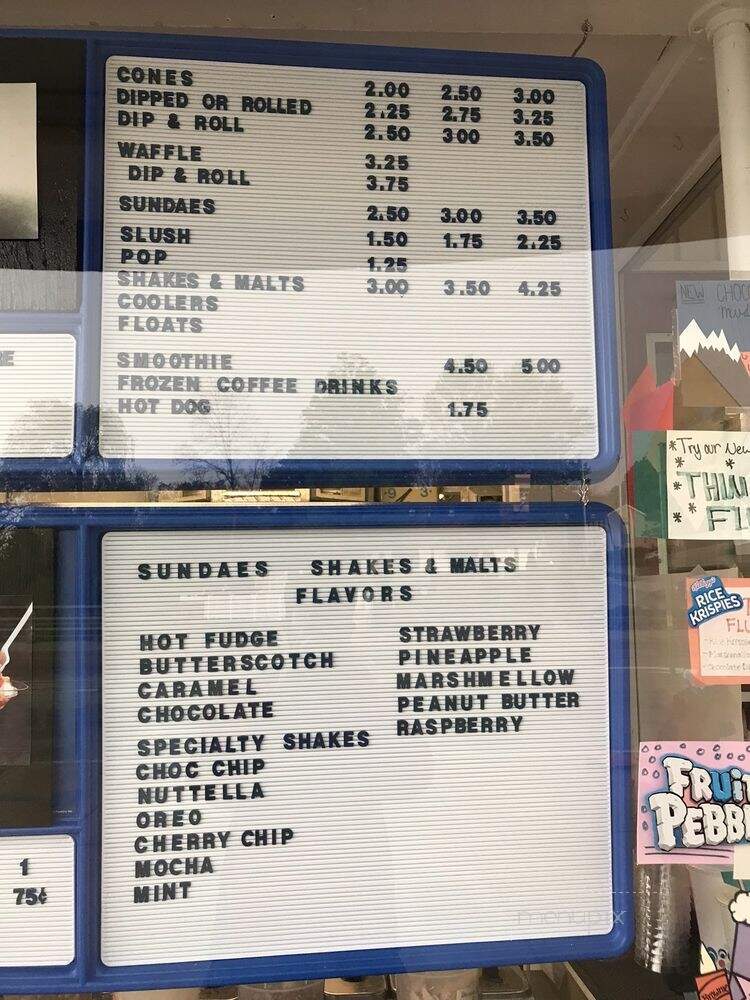 CONES 2.00 2.50 3.00
DIPPED OR ROLLED 2.25 2.75 3.25
DIP & ROLL 2.50 3 00 3.50
WAFFLE 3.25
DIP & ROLL 3.75
SUNDAES 2.50 3.00 3.50
SLUSH 1.50 1.75 2.25
POP 1.25
SHAKES & MALTS 3.00 3.50 4.25
COOLERS
FLOATS
SMOOTHIE 4.50 5 00
FROZEN COFFEE DRINKS
HOT DOG 1.75
SUNDAES SHAKES & MALTS
FLAVORS
HOT FUDGE STRAWBERRY
BUTTERSCOTCH PINEAPPLE
CARAMEL MARSHMELLOW
CHOCOLATE PEANUT BUTTER
RASPBERRY
SPECIALTY SHAKES
CHOC CHIP
NUTTELLA
OREO
CHERRY CHIP
MOCHA
MINT
1
75¢
NEW CHOC
* Try our New
RICE
KRISPIES
FRUIT
PEBB
menupix